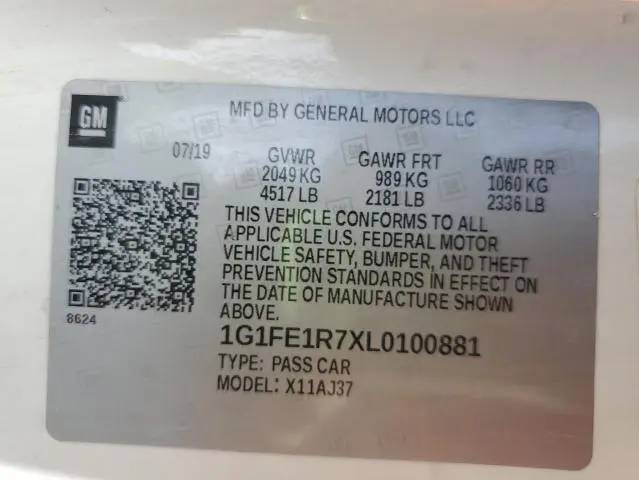 GM
MFD BY GENERAL MOTORS LLC
07/19 GVWR GAWR FRT GAWR RR
2049 KG 989 KG 1060 KG
4517 LB 2181 LB 2336 LB
THIS VEHICLE CONFORMS TO ALL
APPLICABLE U.S. FEDERAL MOTOR
VEHICLE SAFETY, BUMPER, AND THEFT
PREVENTION STANDARDS IN EFFECT ON
THE DATE OF MANUFACTURE SHOWN
ABOVE.
8624
1G1FE1R7XL0100881
TYPE: PASS CAR
MODEL: X11AJ37